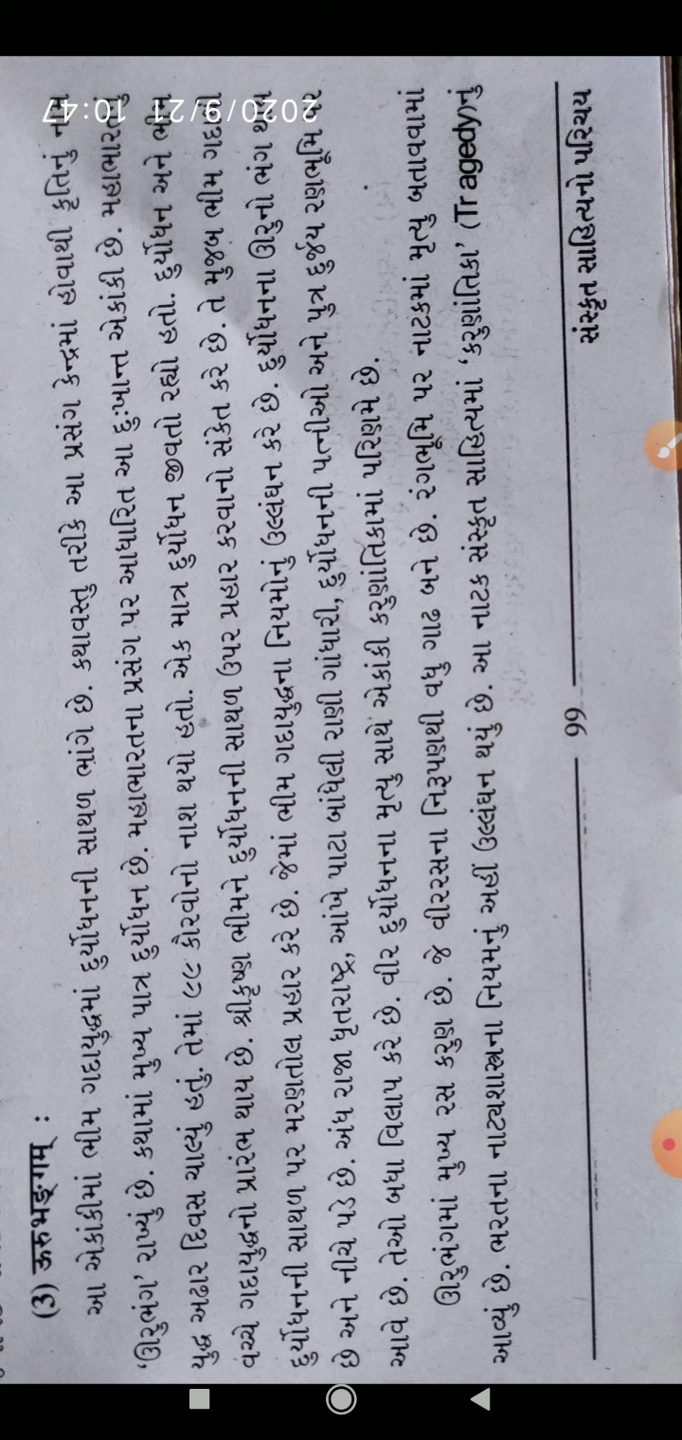 (3) ऊरुभङ्गम् :
આ એકાંકીમાં ભીમ ગદાયુદ્ધમાં દુર્યોધનની સાથળ ભાંગે છે. કથાવસ્તુ તરીકે આ પ્રસંગ કેન્દ્રમાં હોવાથી કૃતિનું
'ઊરુભંગ' રાખ્યું છે. કથામાં મુખ્ય પાત્ર દુર્યોધન છે. મહાભારતના પ્રસંગ પર આધારિત આ દુઃખાન્ત એકાંકી છે.
યુદ્ધ અઢાર દિવસ ચાલ્યું હતું. તેમાં ૯૯ કૌરવોનો નાશ થયો હતો. એક માત્ર દુર્યોધન જીવતો રહ્યો હતો. દુર્યોધન અને ભીમ
વચ્ચે ગદાયુદ્ધનો પ્રારંભ થાય છે. શ્રીકૃષ્ણ ભીમને દુર્યોધનની સાથળ ઉપર પ્રહાર કરવાનો સંકેત કરે છે. તે મુજબ ભીમ
દુર્યોધનની સાથળ પર મરણતોલ પ્રહાર કરે છે. જેમાં ભીમ ગદાયુદ્ધના નિયમોનું ઉલ્લંઘન કરે છે. દુર્યોધનના ઊરુનો ભંગ થાય
છે અને નીચે પડે છે. અંધ રાજા ધૃતરાષ્ટ્ર, આંખે પાટા બાંધેલી રાણી ગાંધારી, દુર્યોધનની પત્નીઓ અને પુત્ર દુર્જય રણભૂમિ પર
આવે છે. તેઓ બધા વિલાપ કરે છે. વીર દુર્યોધનના મૃત્યુ સાથે એકાંકી કરુણાંતિકામાં પરિણમે છે.
ઊરુભંગમાં મુખ્ય રસ કરુણ છે. જે વીરરસના નિરૂપણથી વધુ ગાઢ બને છે. રંગભૂમિ પર નાટકમાં મૃત્યુ બતાવવામાં
આવ્યું છે. ભરતના નાટ્યશાસ્ત્રના નિયમનું અહીં ઉલ્લંઘન થયું છે. આ નાટક સંસ્કૃત સાહિત્યમાં 'કરુણાંતિકા' (Tragedy)નું
99 સંસ્કૃત સાહિત્યનો પરિચય
2020/9/21 10:47